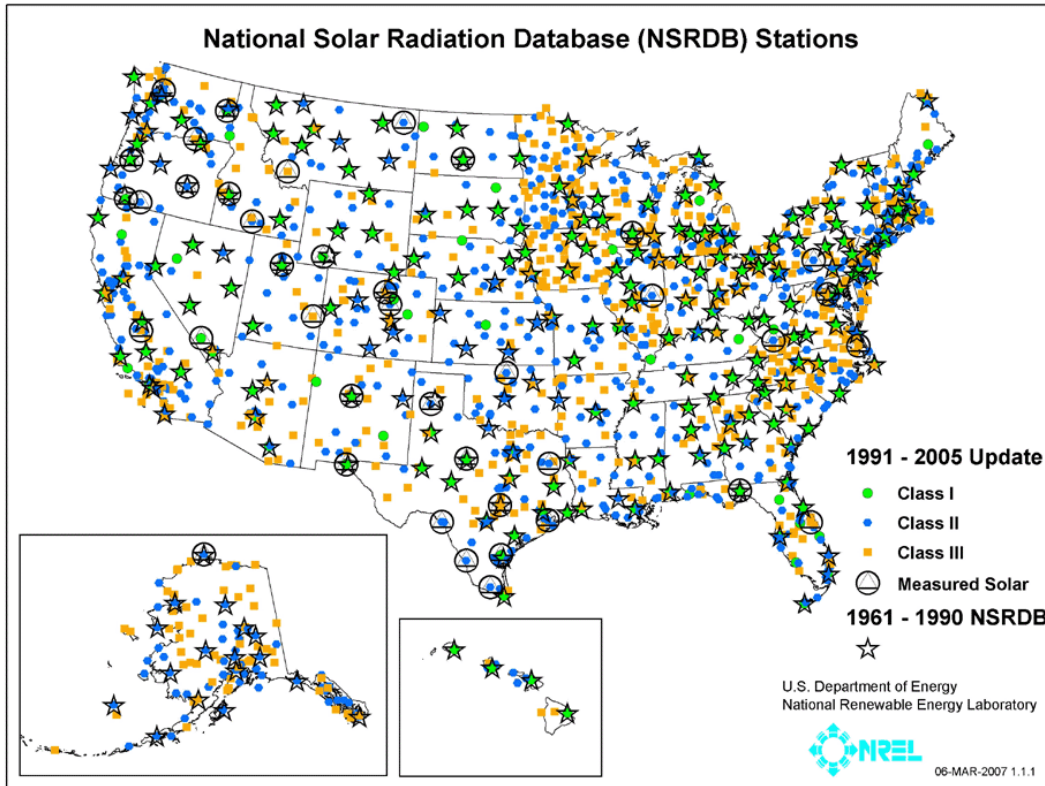 National Solar Radiation Database (NSRDB) Stations
1991 - 2005 Update
Class I
Class II
Class III
Measured Solar
1961 - 1990 NSRDB
U.S. Department of Energy
National Renewable Energy Laboratory
NREL
06-MAR-2007 1.1.1